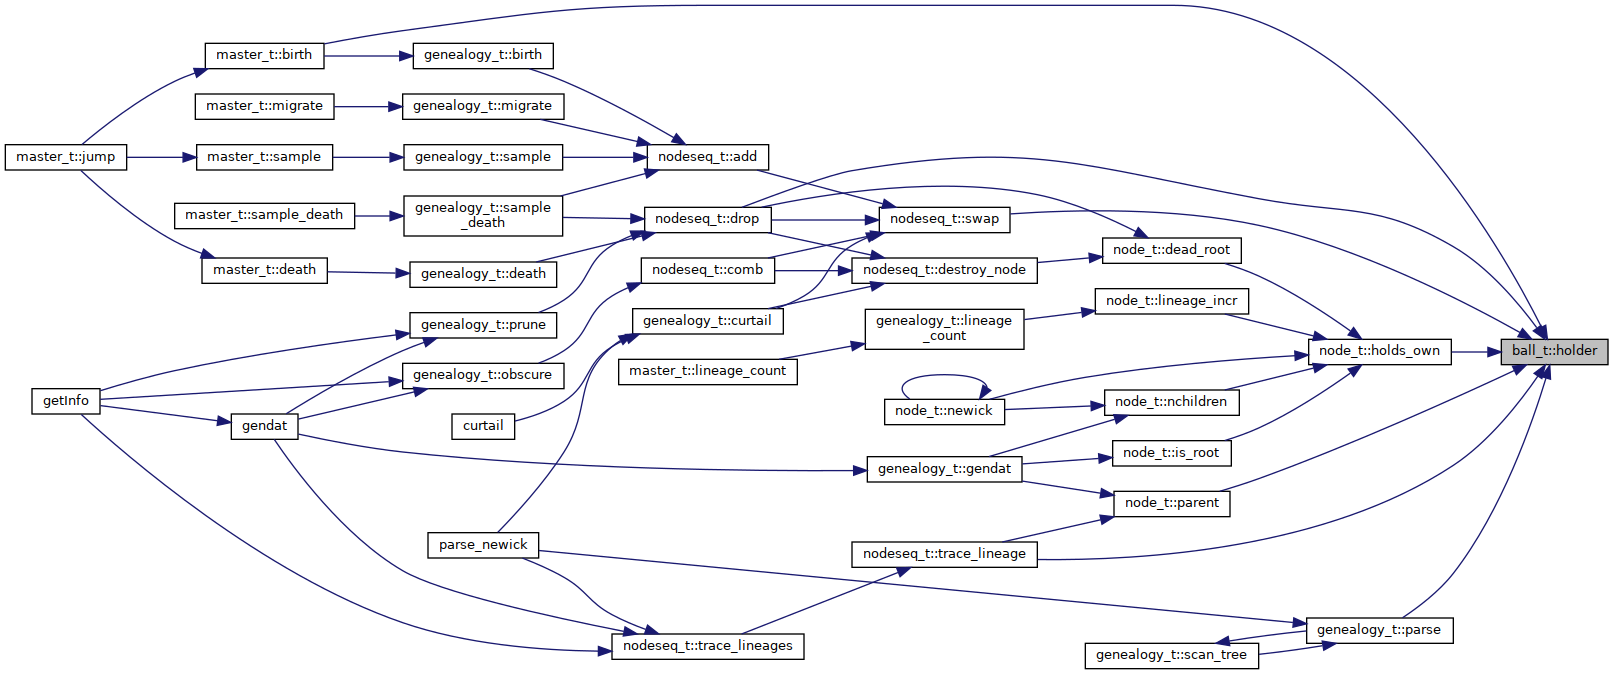 master_t::birth
genealogy_t::birth
master_t::migrate
genealogy_t::migrate
master_t::jump
master_t::sample
genealogy_t::sample
nodeseq_t::add
master_t::sample_death
genealogy_t::sample
_death
nodeseq_t::drop
nodeseq_t::swap
master_t::death
genealogy_t::death
nodeseq_t::comb
nodeseq_t::destroy_node
node_t::dead_root
genealogy_t::prune
genealogy_t::curtail
genealogy_t::lineage
_count
node_t::lineage_incr
genealogy_t::obscure
master_t::lineage_count
node_t::holds_own
ball_t::holder
getInfo
gendat
curtail
node_t::newick
node_t::nchildren
genealogy_t::gendat
node_t::is_root
node_t::parent
parse_newick
nodeseq_t::trace_lineage
nodeseq_t::trace_lineages
genealogy_t::parse
genealogy_t::scan_tree